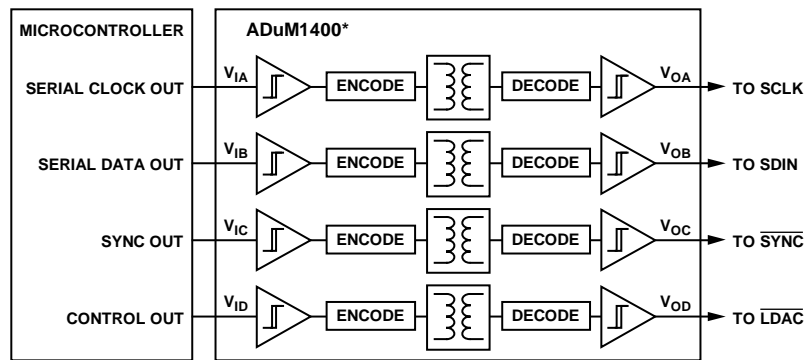 MICROCONTROLLER
ADuM1400*
SERIAL CLOCK OUT
VIA
ENCODE
DECODE
VOA
TO SCLK
SERIAL DATA OUT
VIB
ENCODE
DECODE
VOB
TO SDIN
SYNC OUT
VIC
ENCODE
DECODE
VOC
TO SYNC
CONTROL OUT
VID
ENCODE
DECODE
VOD
TO LDAC